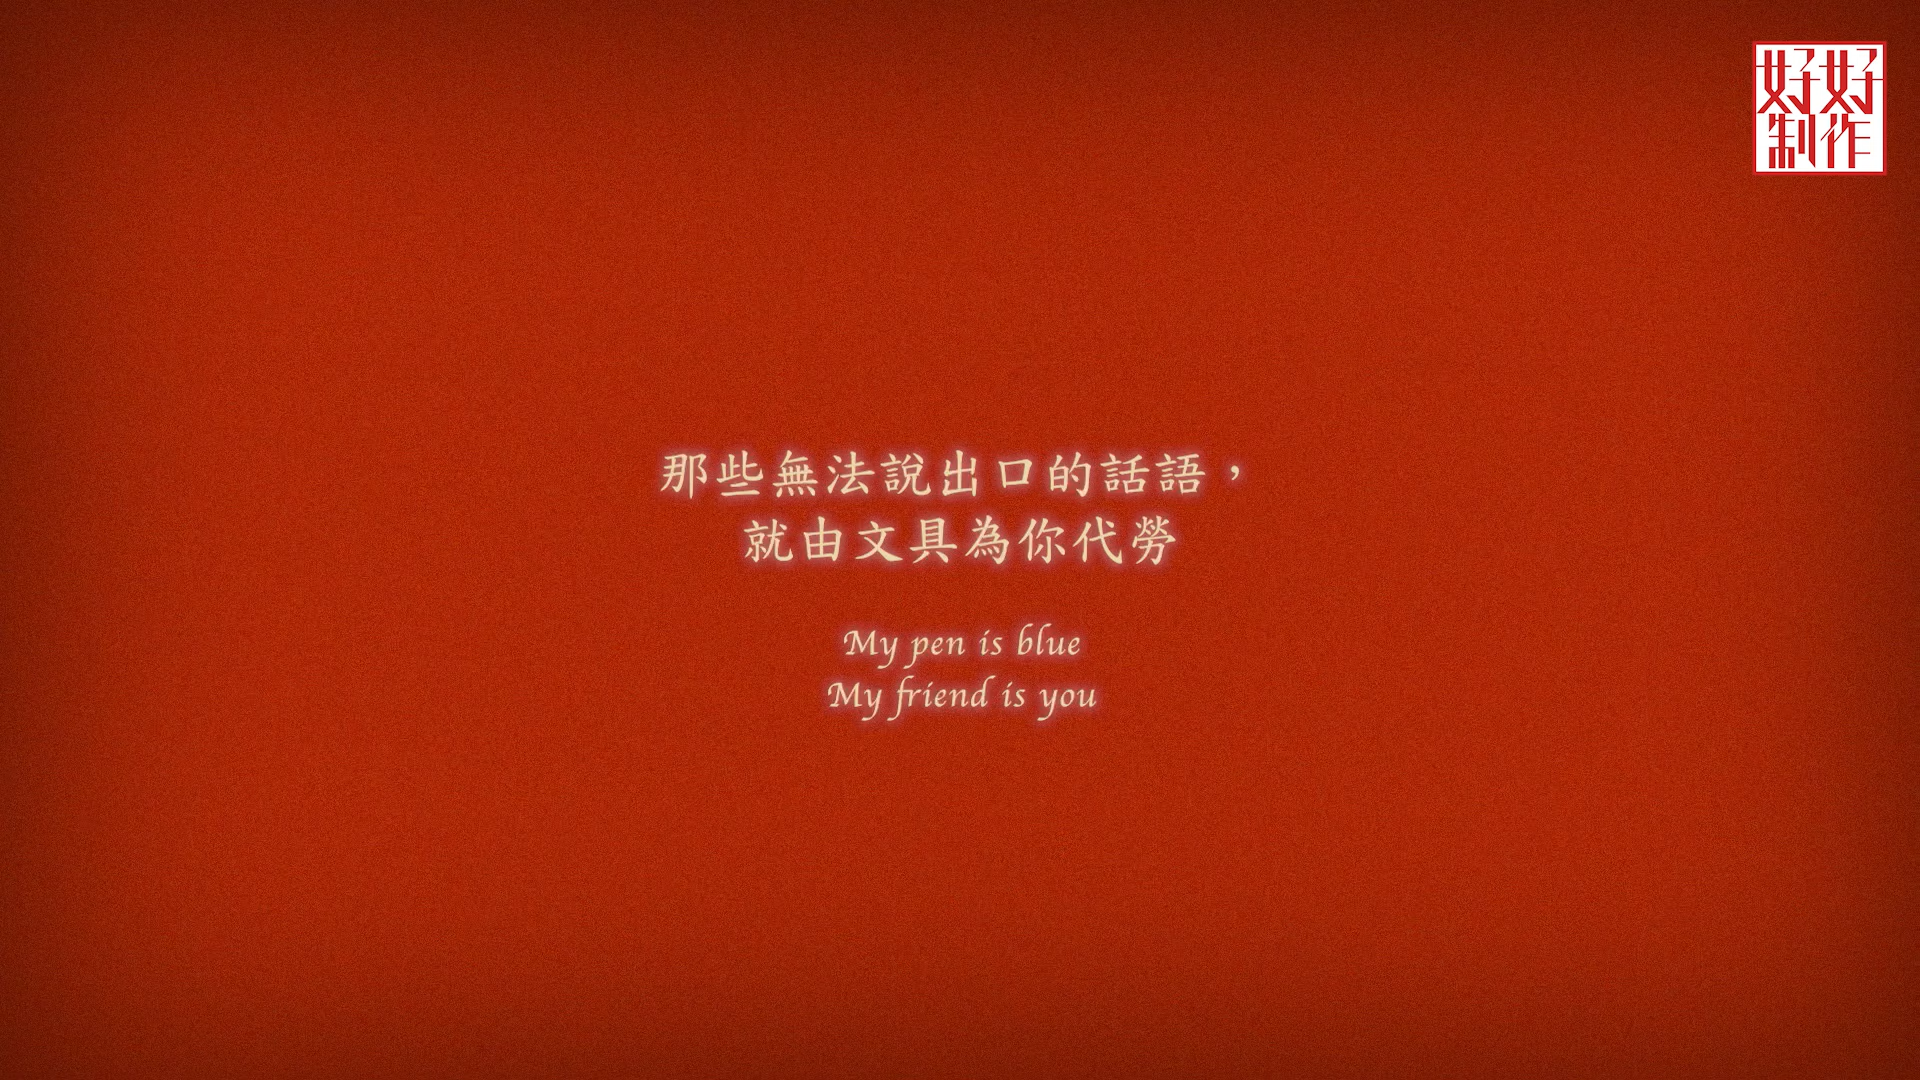 好好
制作
那些無法說出口的話語，
就由文具為你代勞
My pen is blue
My friend is you